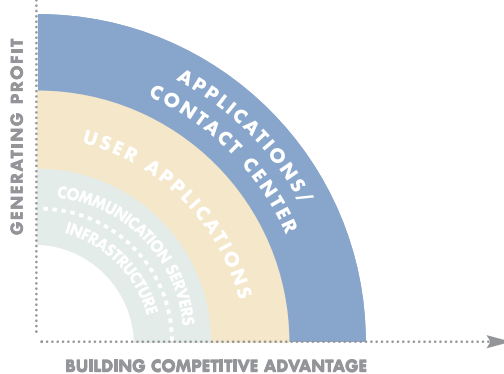 GENERATING PROFIT
APPLICATIONS/
CONTACT CENTER
USER APPLICATIONS
COMMUNICATION SERVERS
INFRASTRUCTURE
BUILDING COMPETITIVE ADVANTAGE